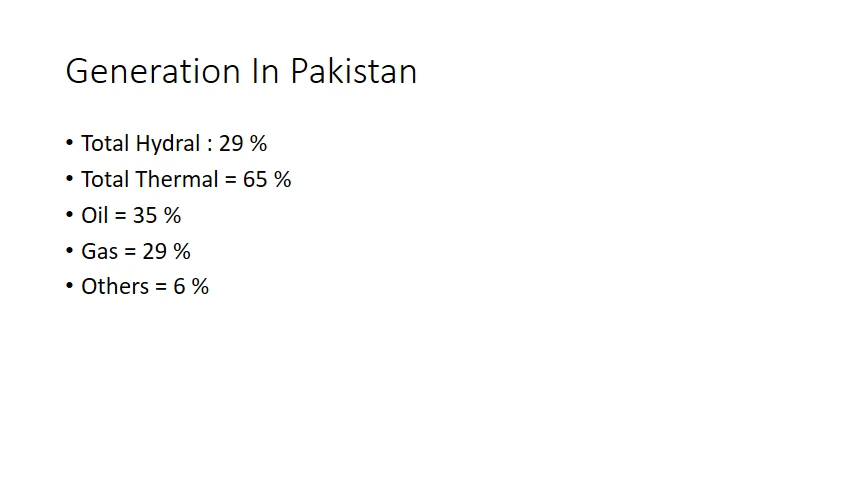 Generation In Pakistan
• Total Hydral : 29 %
• Total Thermal = 65 %
• Oil = 35 %
• Gas = 29 %
• Others = 6 %